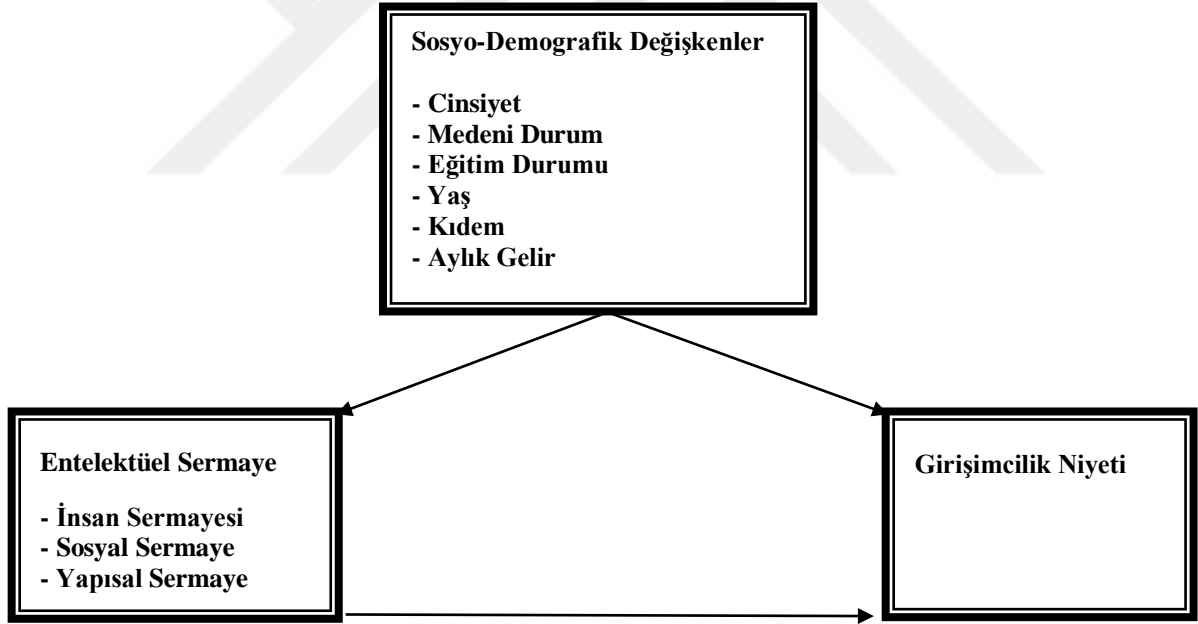 Sosyo-Demografik Değişkenler
- Cinsiyet
- Medeni Durum
- Eğitim Durumu
- Yaş
- Kıdem
- Aylık Gelir
Entelektüel Sermaye
- İnsan Sermayesi
- Sosyal Sermaye
- Yapısal Sermaye
Girişimcilik Niyeti